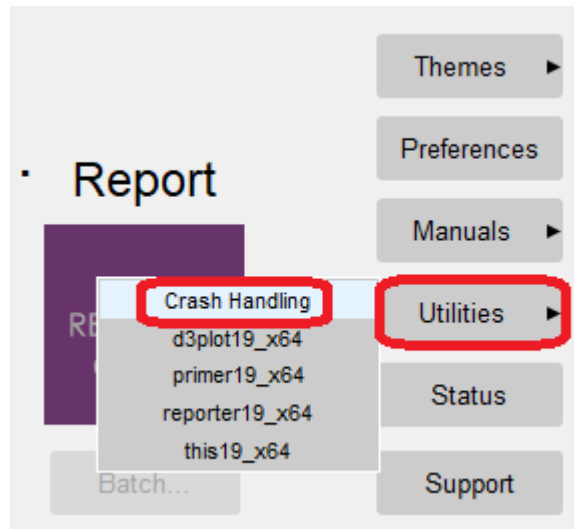 Themes
Preferences
Report
Manuals
Utilities
Crash Handling
d3plot19_x64
primer19_x64
reporter19_x64
this19_x64
Status
Batch...
Support